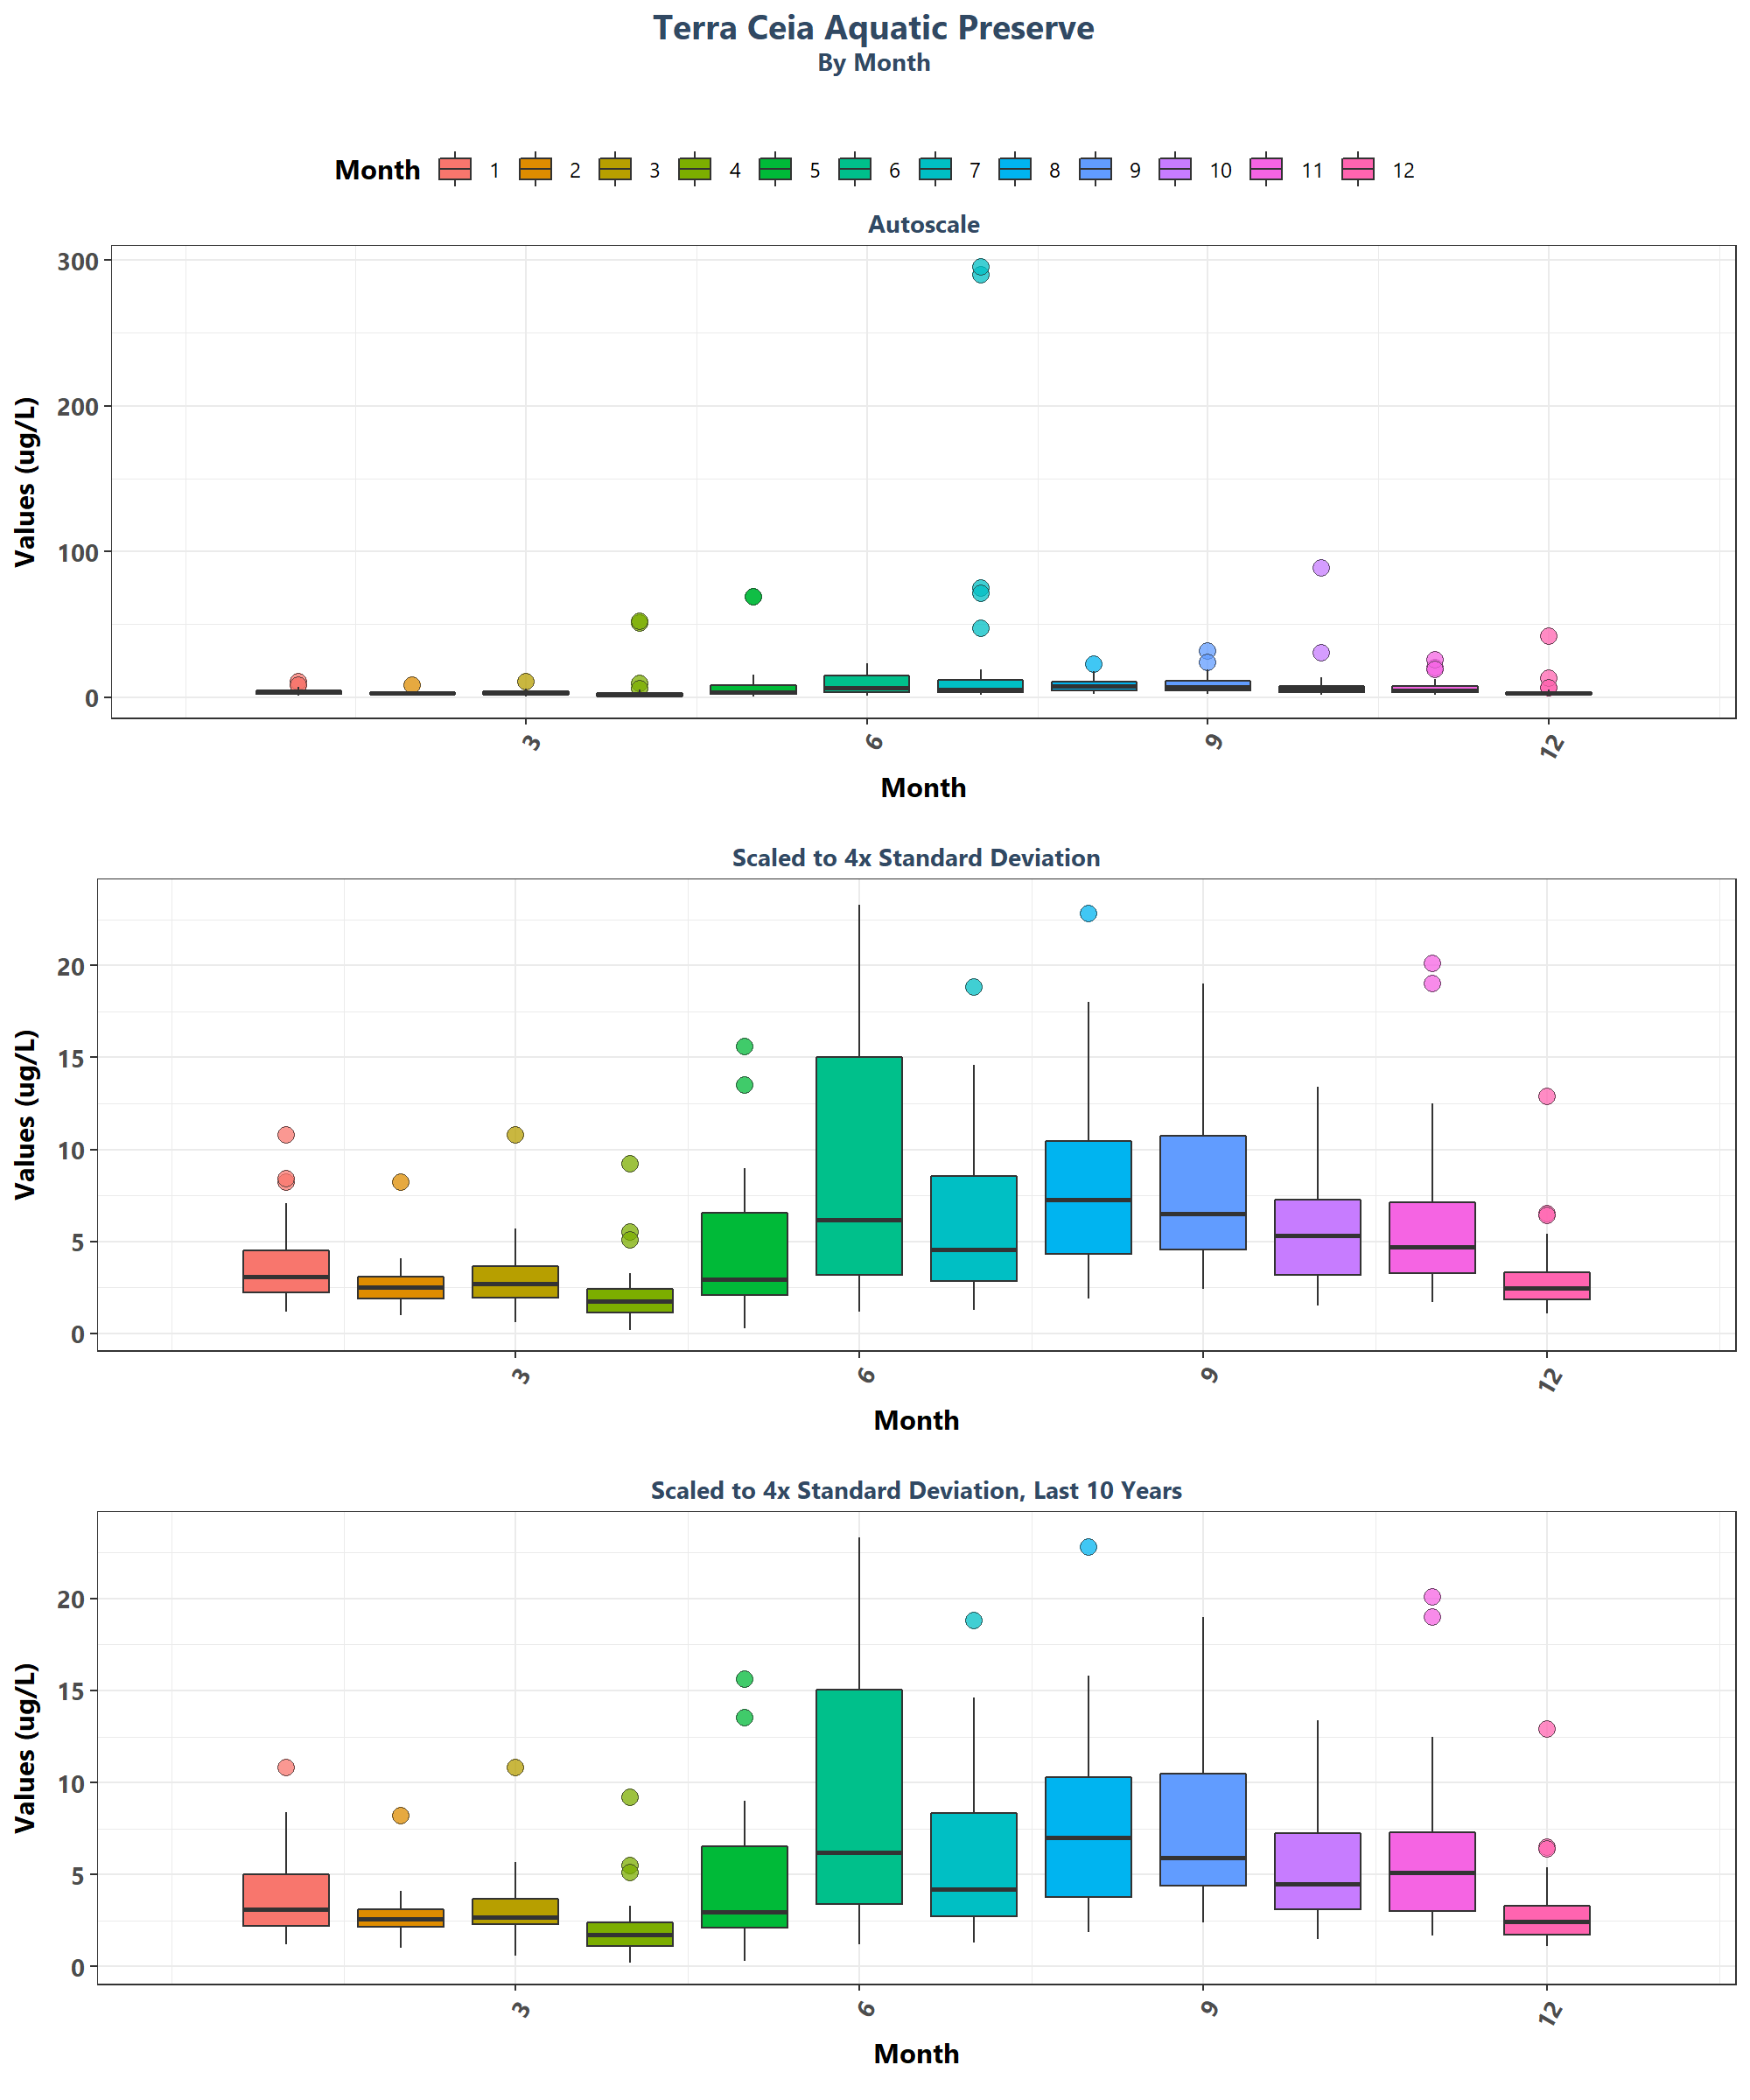 Terra Ceia Aquatic Preserve
By Month
Month 1 2 3 4 5 6 7 8 9 10 11 12
Autoscale
Values (ug/L)
300
200
100
0
3 6 9 12
Month
Scaled to 4x Standard Deviation
Values (ug/L)
20
15
10
5
0
3 6 9 12
Month
Scaled to 4x Standard Deviation, Last 10 Years
Values (ug/L)
20
15
10
5
0
3 6 9 12
Month